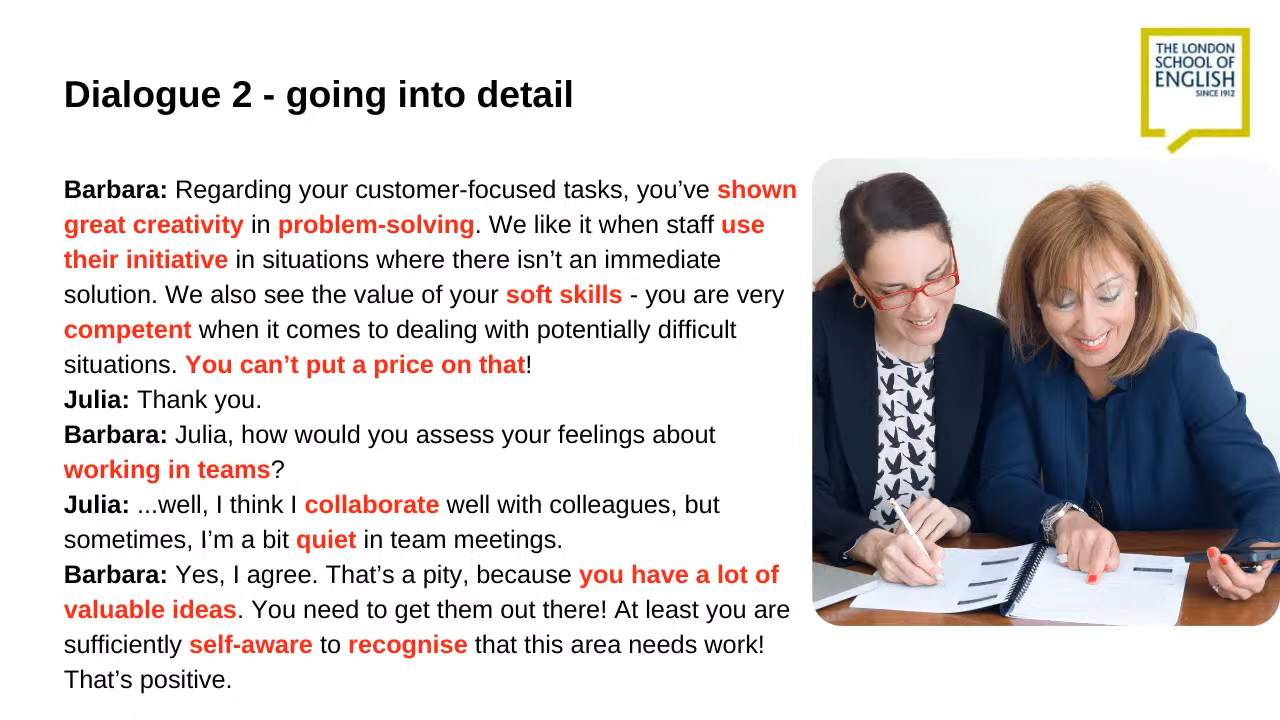 THE LONDON
SCHOOL OF
ENGLISH
SINCE 1912
Dialogue 2 - going into detail
Barbara: Regarding your customer-focused tasks, you’ve shown
great creativity in problem-solving. We like it when staff use
their initiative in situations where there isn’t an immediate
solution. We also see the value of your soft skills - you are very
competent when it comes to dealing with potentially difficult
situations. You can’t put a price on that!
Julia: Thank you.
Barbara: Julia, how would you assess your feelings about
working in teams?
Julia: ...well, I think I collaborate well with colleagues, but
sometimes, I’m a bit quiet in team meetings.
Barbara: Yes, I agree. That’s a pity, because you have a lot of
valuable ideas. You need to get them out there! At least you are
sufficiently self-aware to recognise that this area needs work!
That’s positive.